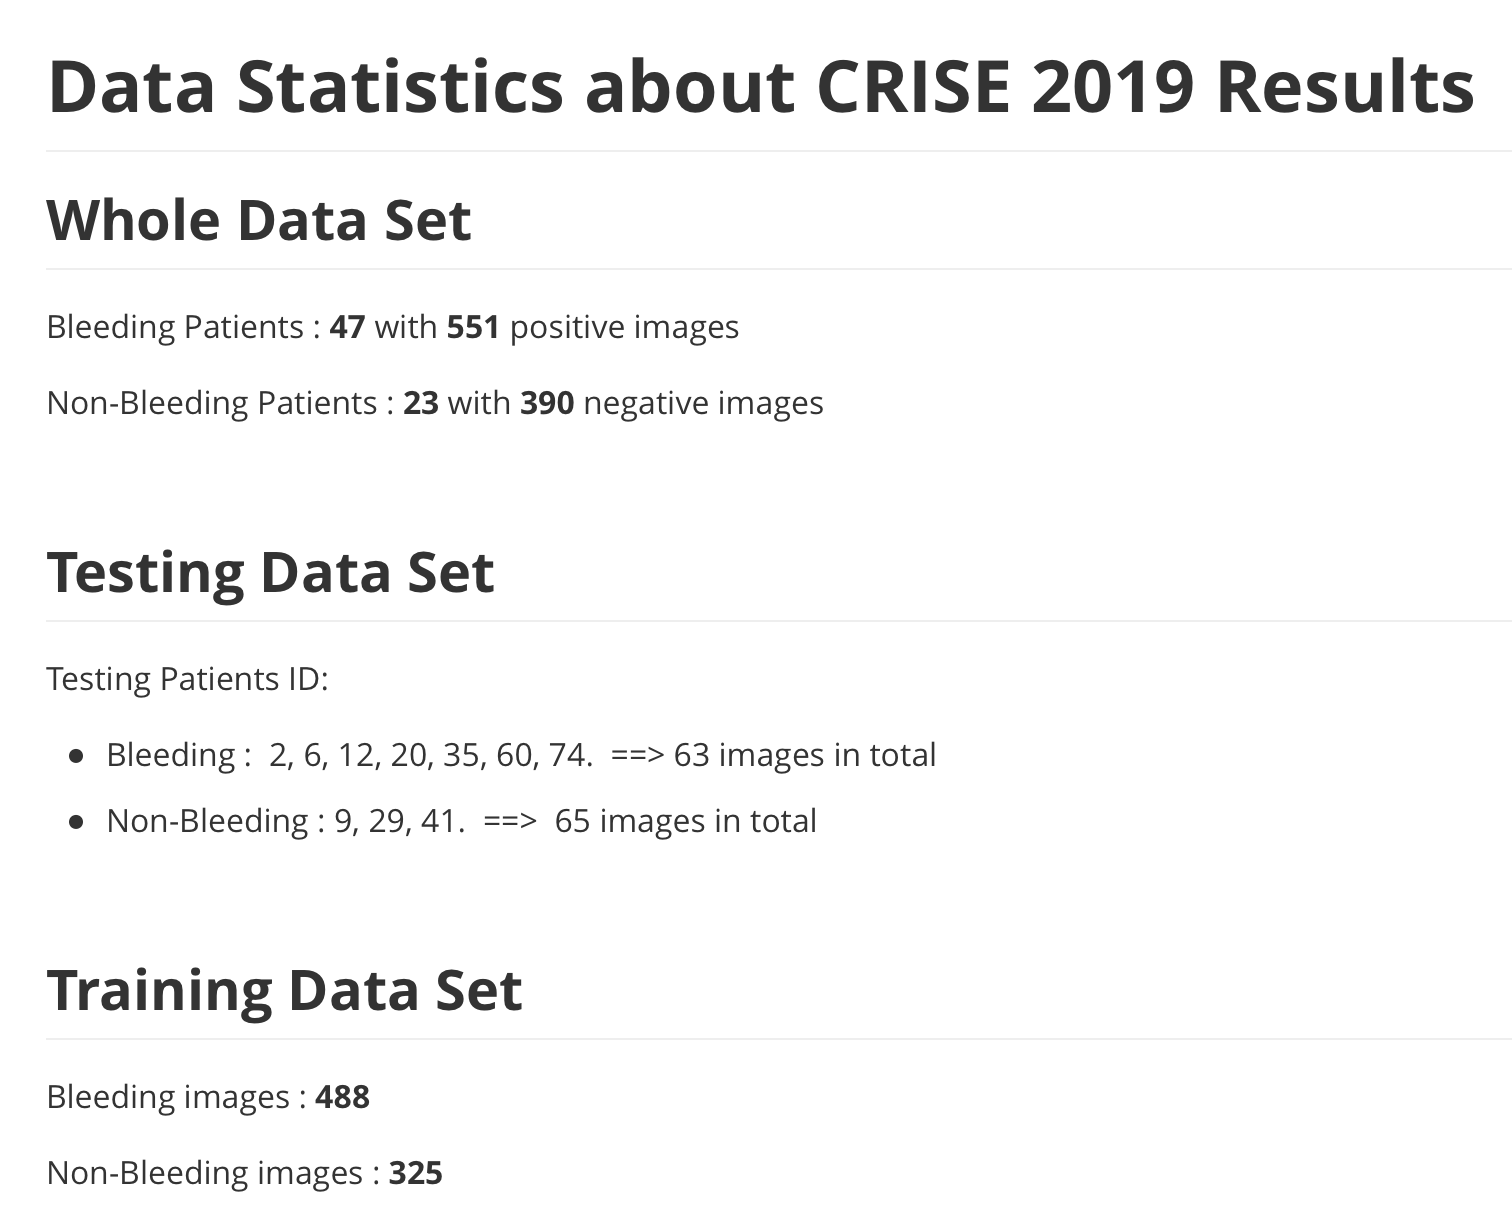 Data Statistics about CRISE 2019 Results
Whole Data Set
Bleeding Patients : 47 with 551 positive images
Non-Bleeding Patients : 23 with 390 negative images
Testing Data Set
Testing Patients ID:
● Bleeding :  2, 6, 12, 20, 35, 60, 74.  ==> 63 images in total
● Non-Bleeding : 9, 29, 41.  ==>  65 images in total
Training Data Set
Bleeding images : 488
Non-Bleeding images : 325